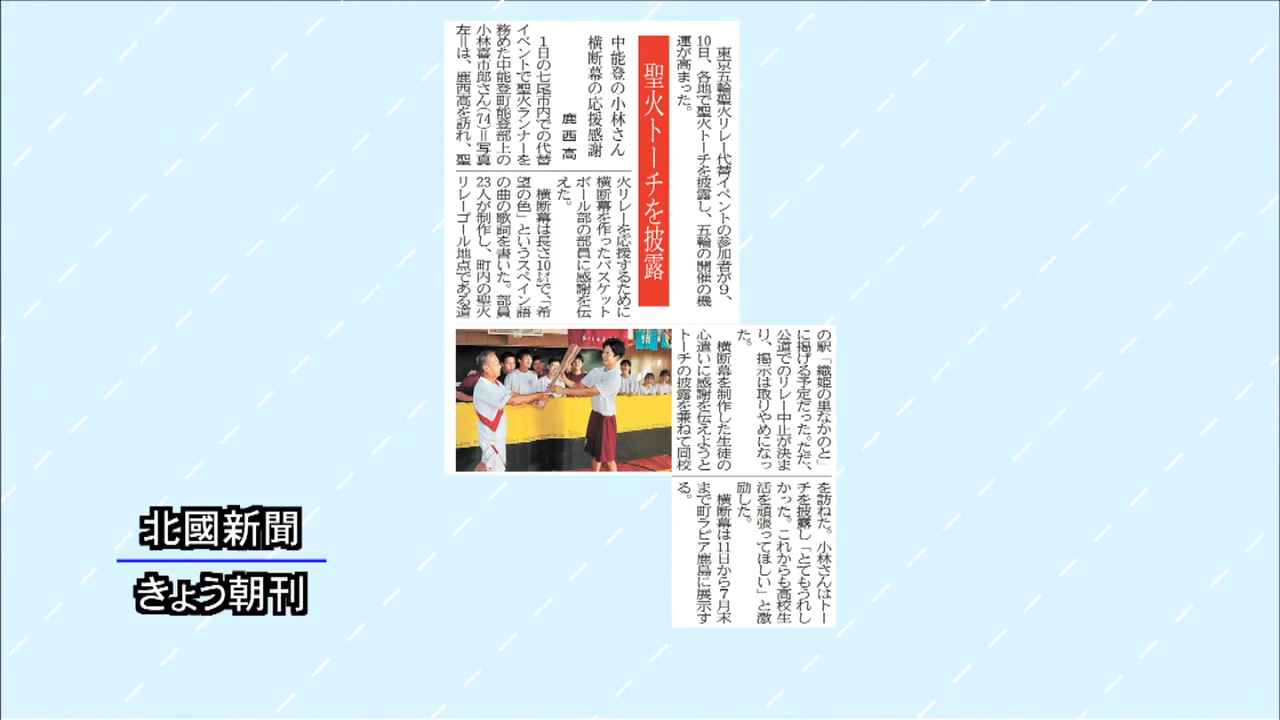 東京五輪聖火リレー代替イベントの参加者が9、
10日、各地で聖火トーチを披露し、五輪の開催の機
運が高まった。
聖火トーチを披露
中能登の小林さん
横断幕の応援感謝
鹿西高
1日の七尾市内での代替
イベントで聖火ランナーを
務めた中能登町能登部上の
小林喜市郎さん(74)=写真
左=は、鹿西高を訪れ、聖
火リレーを応援するために
横断幕を作ったバスケット
ボール部の部員に感謝を伝
えた。
横断幕は長さ10㍍で、「希
望の色」というスペイン語
の曲の歌詞を書いた。部員
23人が制作し、町内の聖火
リレーゴール地点である道
の駅「織姫の里なかのと」
に掲げる予定だった。ただ、
公道でのリレー中止が決ま
り、掲示は取りやめになっ
た。
横断幕を制作した生徒の
心遣いに感謝を伝えようと
トーチの披露を兼ねて同校
を訪ねた。小林さんはトー
チを披露し「とてもうれし
かった。これからも高校生
活を頑張ってほしい」と激
励した。
横断幕は11日から7月末
まで町ラピア鹿島に展示す
る。
北國新聞
きょう朝刊